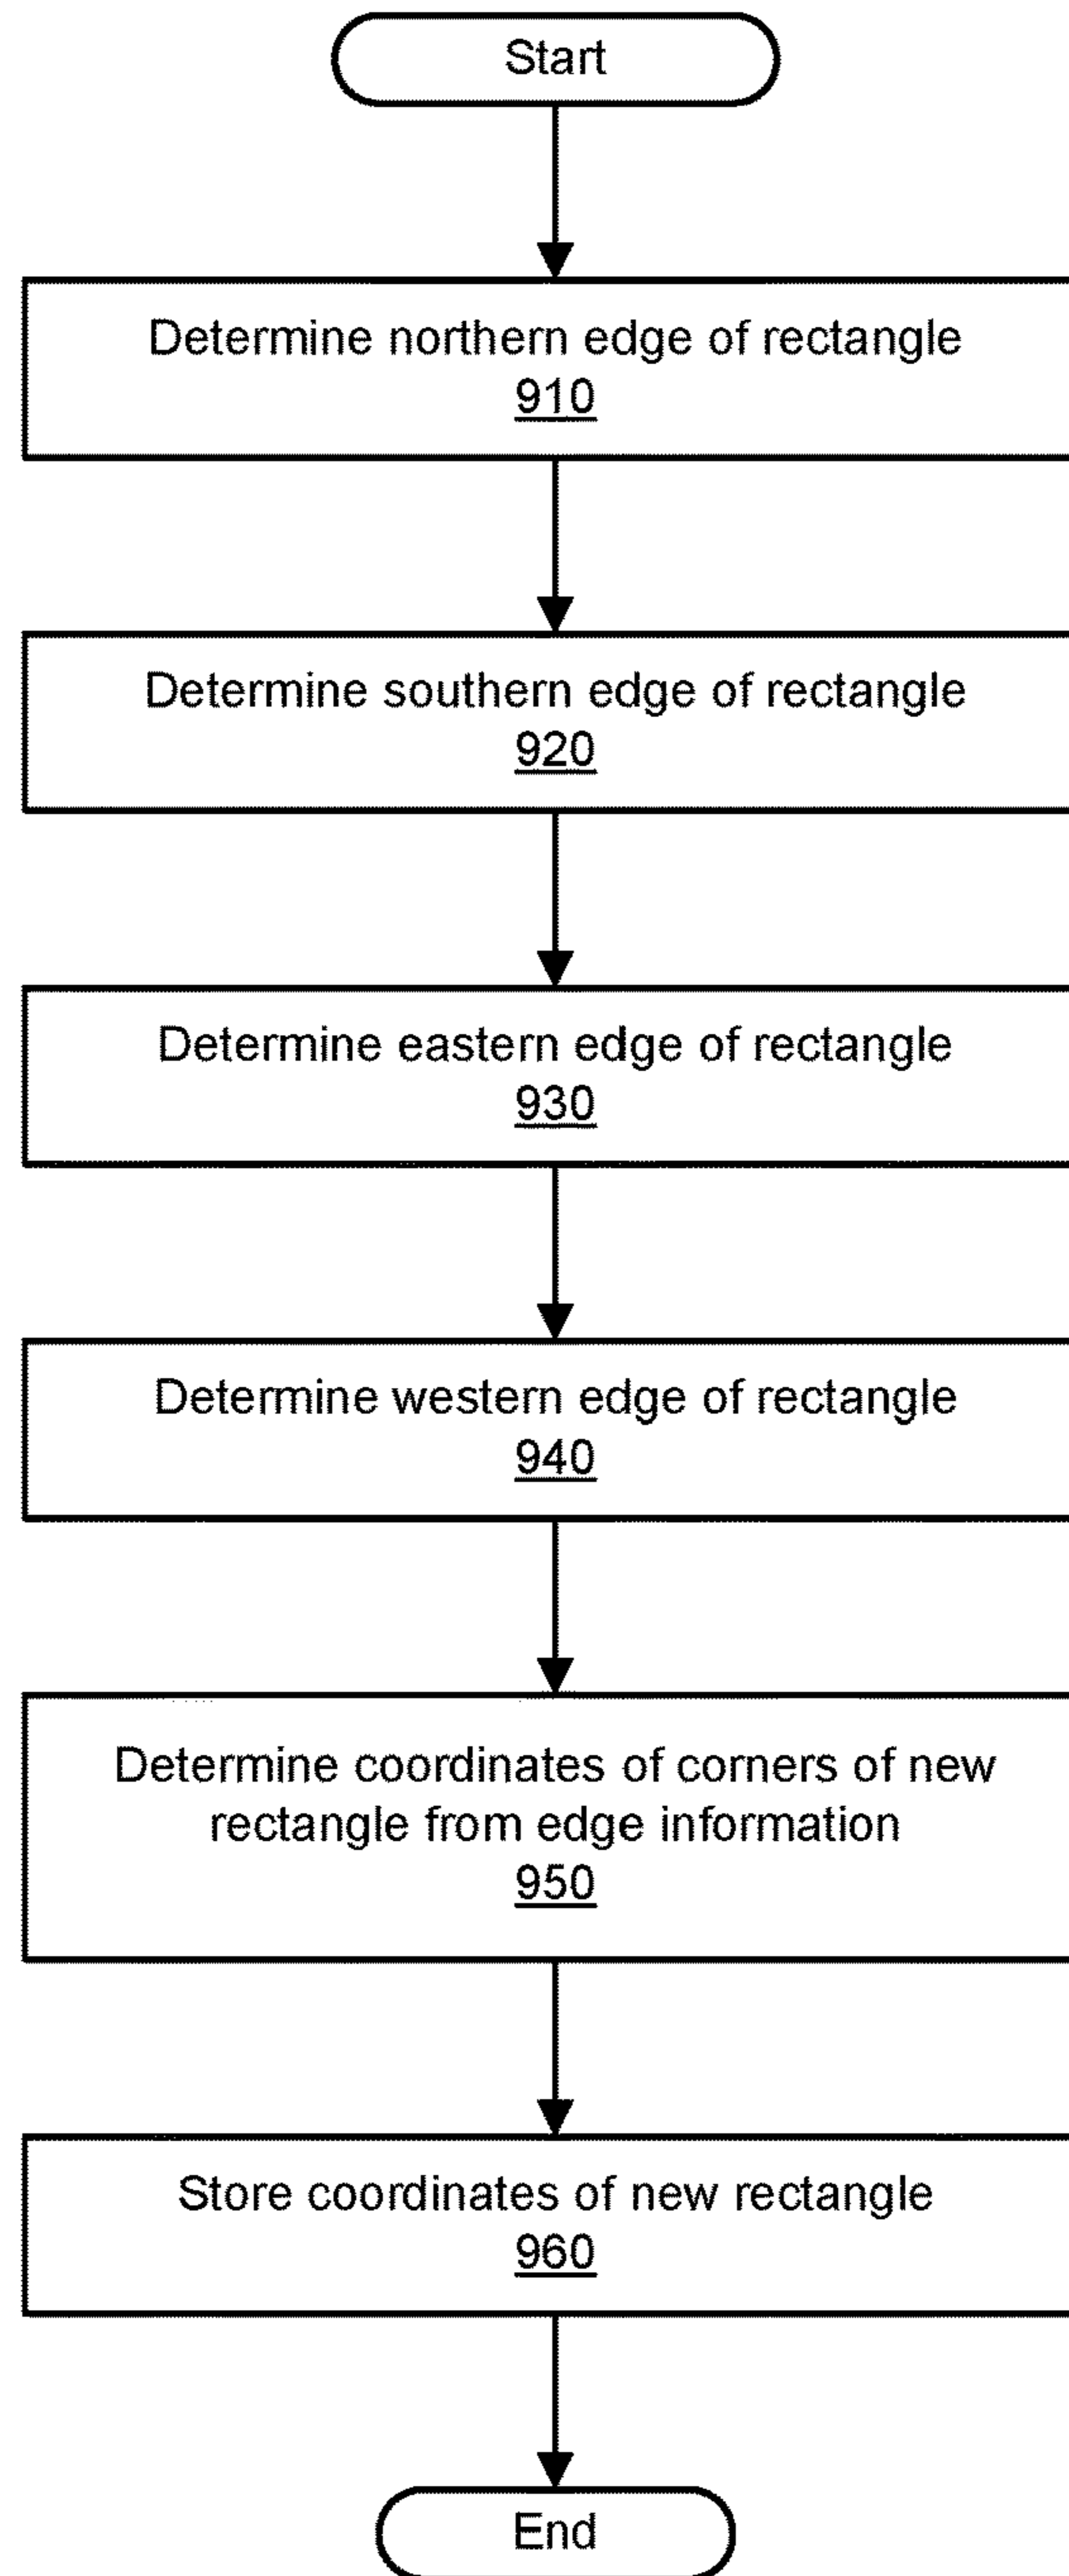 Start
Determine northern edge of rectangle
910
Determine southern edge of rectangle
920
Determine eastern edge of rectangle
930
Determine western edge of rectangle
940
Determine coordinates of corners of new
rectangle from edge information
950
Store coordinates of new rectangle
960
End